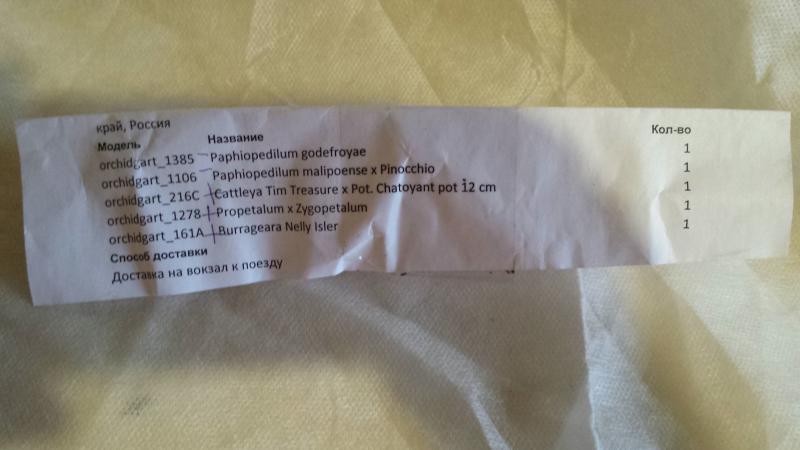 край, Россия
Модель Название Кол-во
orchidgart_1385 Paphiopedilum godefroyae 1
orchidgart_1106 Paphiopedilum malipoense x Pinocchio 1
orchidgart_216C Cattleya Tim Treasure x Pot. Chatoyant pot 12 cm 1
orchidgart_1278 Propetalum x Zygopetalum 1
orchidgart_161A Burrageara Nelly Isler 1
Способ доставки
Доставка на вокзал к поезду